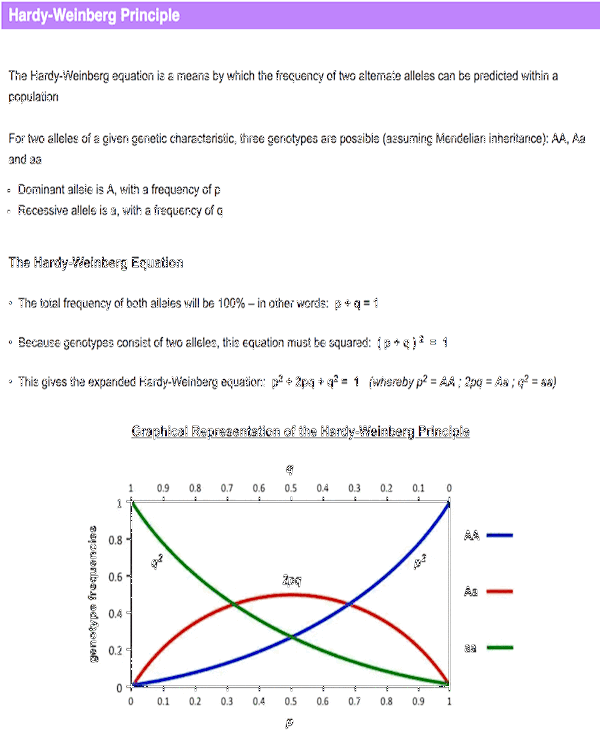 Hardy-Weinberg Principle
The Hardy-Weinberg equation is a means by which the frequency of two alternate alleles can be predicted within a
population
For two alleles of a given genetic characteristic, three genotypes are possible (assuming Mendelian inheritance): AA, Aa
and aa
◦ Dominant allele is A, with a frequency of p
◦ Recessive allele is a, with a frequency of q
The Hardy-Weinberg Equation
◦ The total frequency of both alleles will be 100% – in other words: p + q = 1
◦ Because genotypes consist of two alleles, this equation must be squared: ( p + q )² = 1
◦ This gives the expanded Hardy-Weinberg equation: p² + 2pq + q² = 1 (whereby p² = AA ; 2pq = Aa ; q² = aa)
Graphical Representation of the Hardy-Weinberg Principle
q
1 0.9 0.8 0.7 0.6 0.5 0.4 0.3 0.2 0.1 0
1
0.8
0.6
0.4
0.2
0
genotype frequencies
q²
2pq
p²
AA
Aa
aa
0 0.1 0.2 0.3 0.4 0.5 0.6 0.7 0.8 0.9 1
p